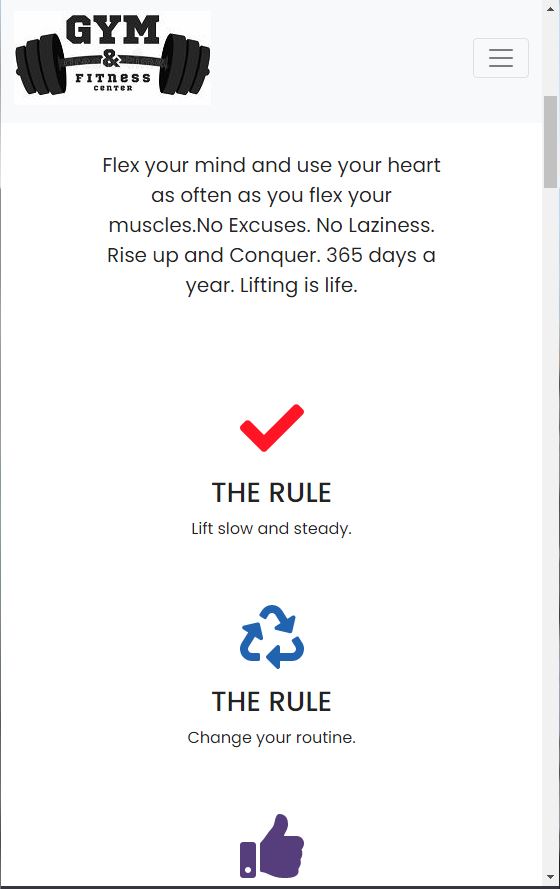 GYM
&
FITNESS
CENTER
Flex your mind and use your heart
as often as you flex your
muscles.No Excuses. No Laziness.
Rise up and Conquer. 365 days a
year. Lifting is life.
THE RULE
Lift slow and steady.
THE RULE
Change your routine.